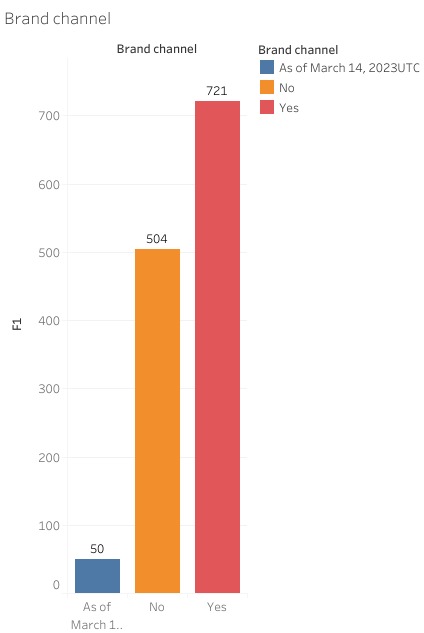 Brand channel
Brand channel
Brand channel
As of March 14, 2023UTC
No
Yes
721
700
600
504
500
400
F1
300
200
100
50
0
As of
March 1..
No
Yes